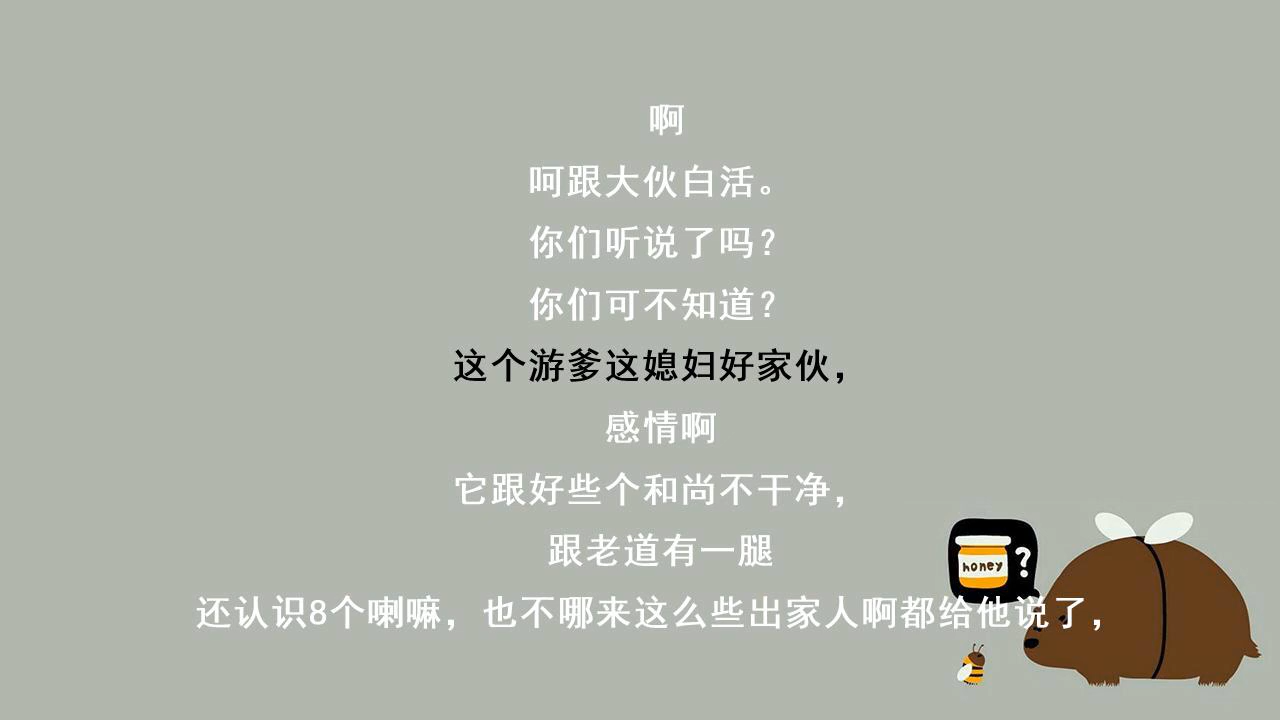 啊
呵跟大伙白活。
你们听说了吗？
你们可不知道？
这个游爹这媳妇好家伙，
感情啊
它跟好些个和尚不干净，
跟老道有一腿
还认识8个喇嘛，也不哪来这么些出家人啊都给他说了，
honey
?